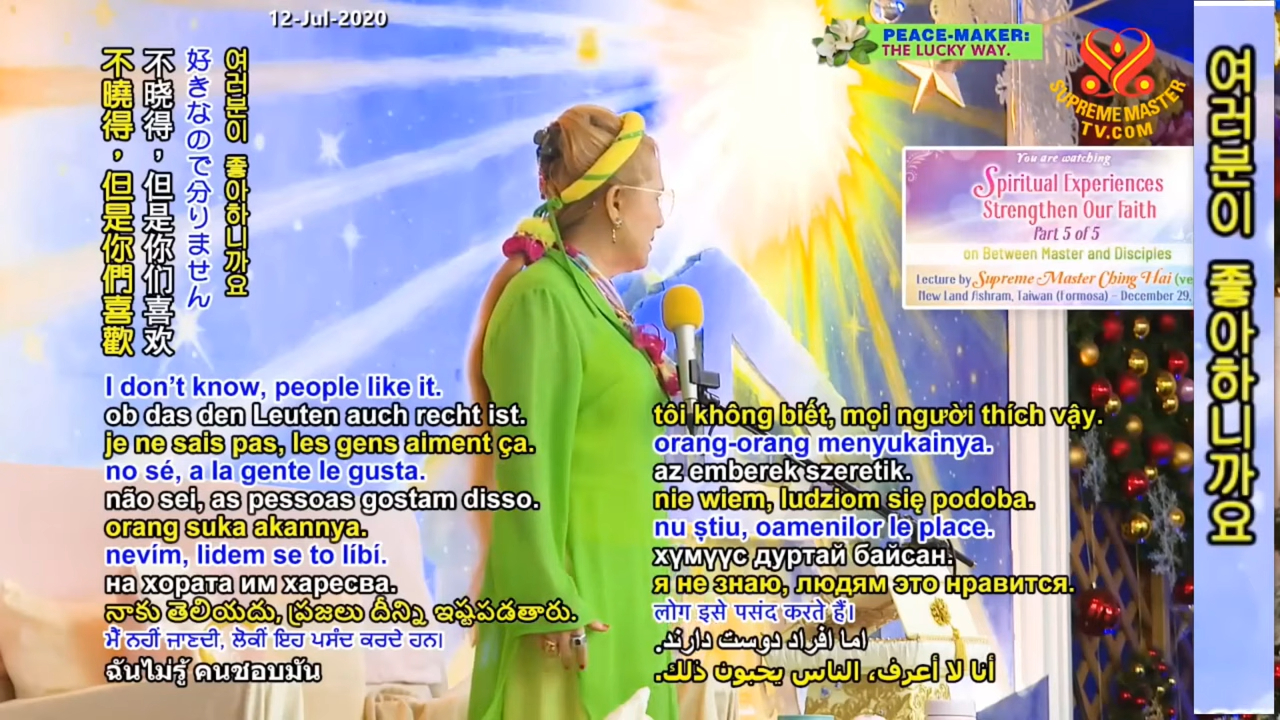 12-Jul-2020
PEACE-MAKER:
THE LUCKY WAY.
SUPREME MASTER
TV.COM
You are watching
Spiritual Experiences
Strengthen Our Faith
Part 5 of 5
on Between Master and Disciples
Lecture by Supreme Master Ching Hai (ve
New Land Ashram, Taiwan (Formosa) – December 29,
여러분이 좋아하니까요
여러분이 좋아하니까요
好きなので分りません
不晓得，但是你们喜欢
不曉得，但是你們喜歡
I don’t know, people like it.
ob das den Leuten auch recht ist.
je ne sais pas, les gens aiment ça.
no sé, a la gente le gusta.
não sei, as pessoas gostam disso.
orang suka akannya.
nevím, lidem se to líbí.
на хората им харесва.
నాకు తెలియదు, ప్రజలు దీన్ని ఇష్టపడతారు.
ਮੈਂ ਨਹੀਂ ਜਾਣਦੀ, ਲੋਕੀਂ ਇਹ ਪਸੰਦ ਕਰਦੇ ਹਨ।
ฉันไม่รู้ คนชอบมัน
tôi không biết, mọi người thích vậy.
orang-orang menyukainya.
az emberek szeretik.
nie wiem, ludziom się podoba.
nu știu, oamenilor le place.
хүмүүс дуртай байсан.
я не знаю, людям это нравится.
लोग इसे पसंद करते हैं।
اما افراد دوست دارند.
أنا لا أعرف، الناس يحبون ذلك.